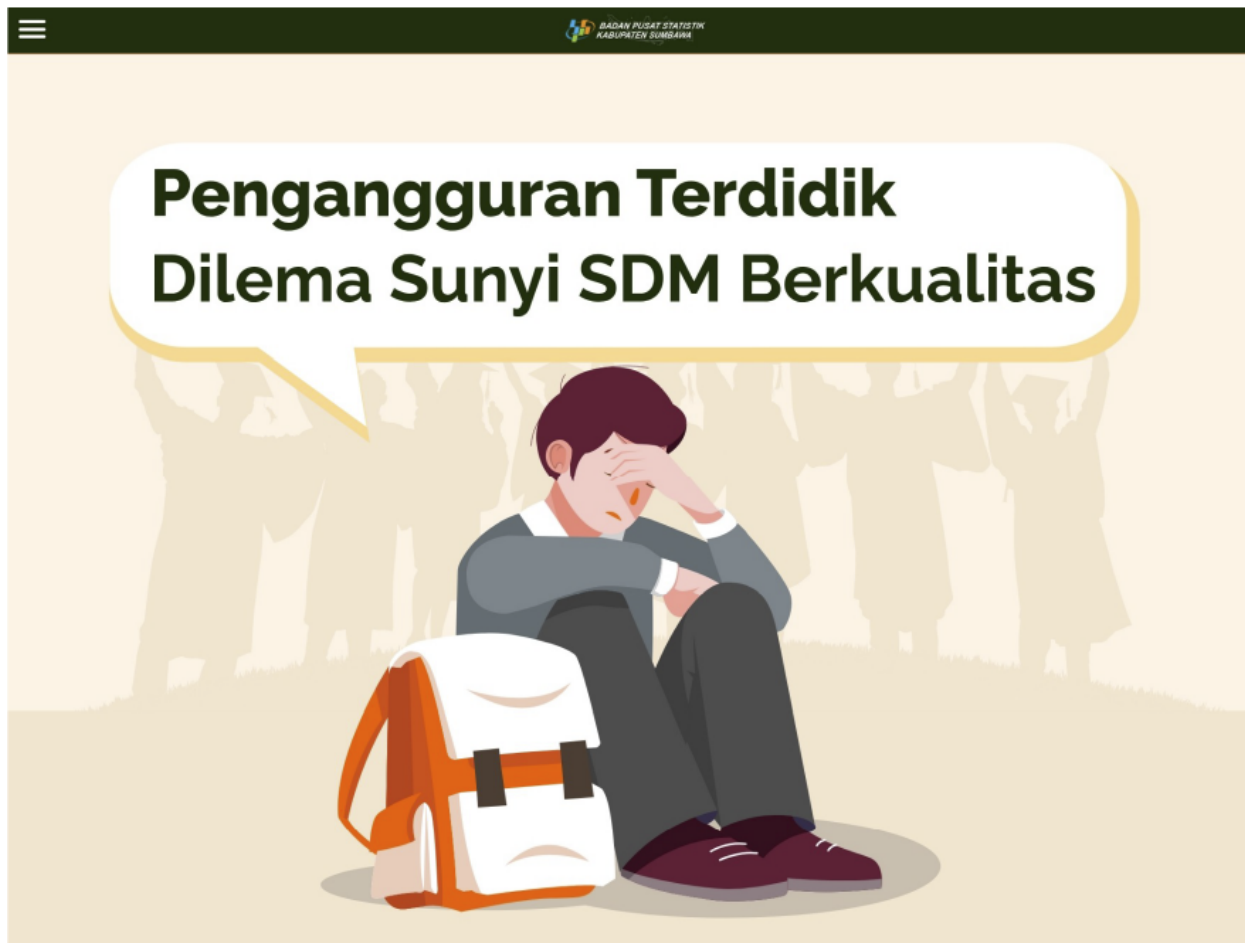 BADAN PUSAT STATISTIK
KABUPATEN SUMBAWA
Pengangguran Terdidik
Dilema Sunyi SDM Berkualitas